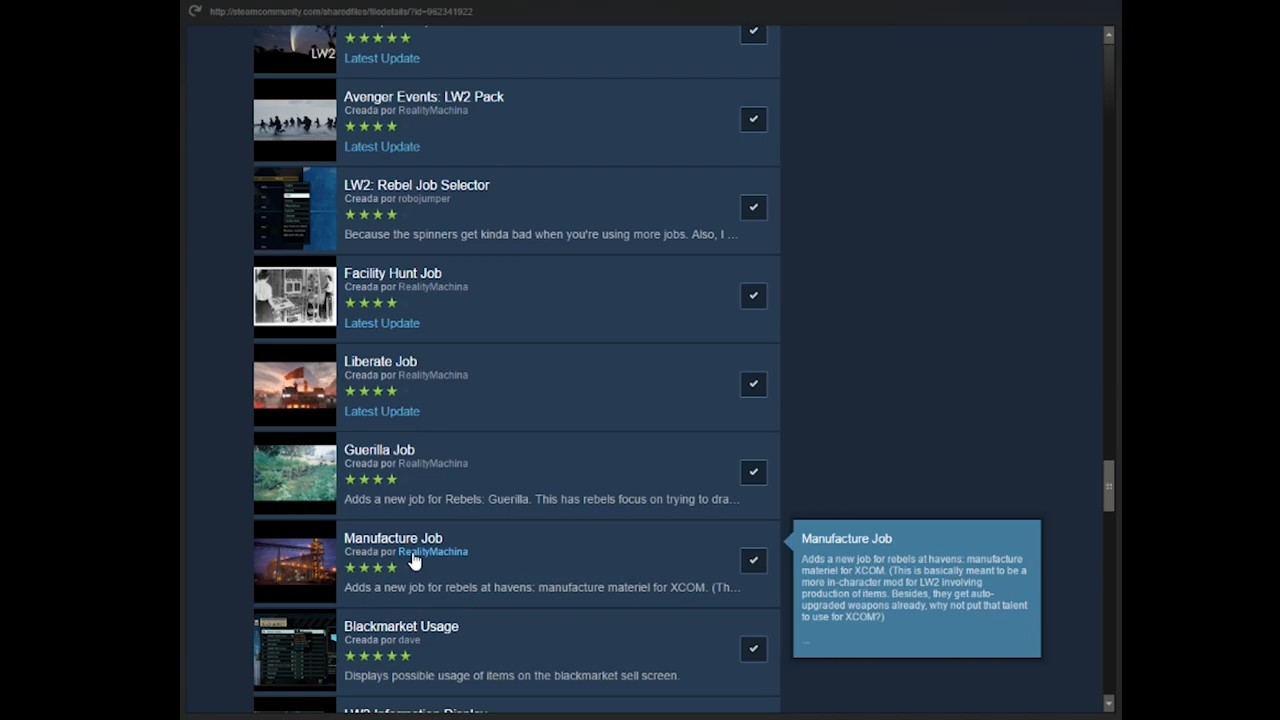 http://steamcommunity.com/sharedfiles/filedetails/?id=962341922
LW2
Latest Update
Avenger Events: LW2 Pack
Creada por RealityMachina
Latest Update
LW2: Rebel Job Selector
Creada por robojumper
Because the spinners get kinda bad when you're using more jobs. Also, I ...
Facility Hunt Job
Creada por RealityMachina
Latest Update
Liberate Job
Creada por RealityMachina
Latest Update
Guerilla Job
Creada por RealityMachina
Adds a new job for Rebels: Guerilla. This has rebels focus on trying to dra...
Manufacture Job
Creada por RealityMachina
Adds a new job for rebels at havens: manufacture materiel for XCOM. (Th...
Manufacture Job
Adds a new job for rebels at havens: manufacture
materiel for XCOM. (This is basically meant to be a
more in-character mod for LW2 involving
production of items. Besides, they get auto-
upgraded weapons already, why not put that talent
to use for XCOM?)
...
Blackmarket Usage
Creada por dave
Displays possible usage of items on the blackmarket sell screen.
LW2 Information Display